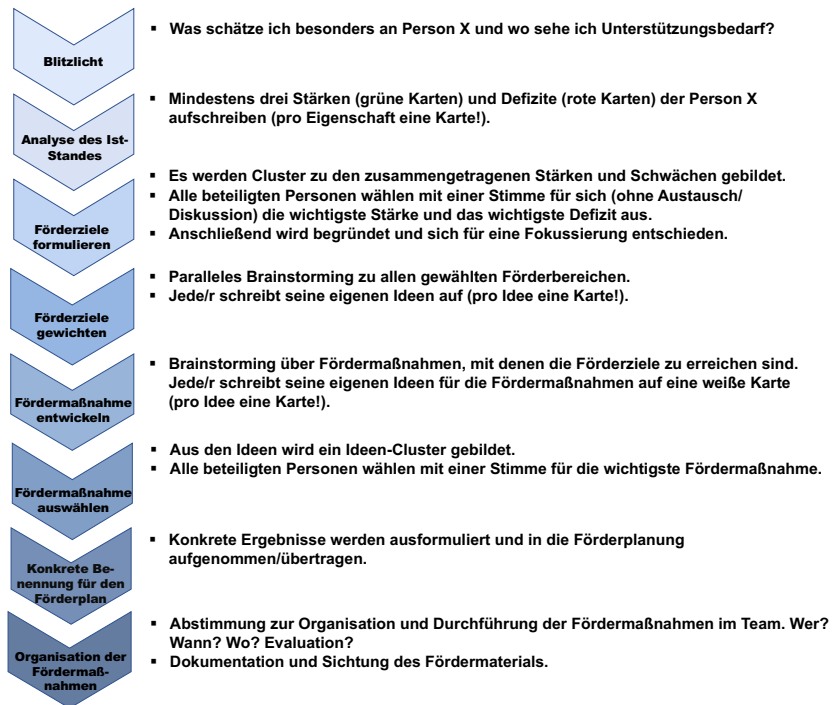 Blitzlicht
▪ Was schätze ich besonders an Person X und wo sehe ich Unterstützungsbedarf?
Analyse des Ist-
Standes
▪ Mindestens drei Stärken (grüne Karten) und Defizite (rote Karten) der Person X
aufschreiben (pro Eigenschaft eine Karte!).
Förderziele
formulieren
▪ Es werden Cluster zu den zusammengetragenen Stärken und Schwächen gebildet.
▪ Alle beteiligten Personen wählen mit einer Stimme für sich (ohne Austausch/
Diskussion) die wichtigste Stärke und das wichtigste Defizit aus.
▪ Anschließend wird begründet und sich für eine Fokussierung entschieden.
Förderziele
gewichten
▪ Paralleles Brainstorming zu allen gewählten Förderbereichen.
▪ Jede/r schreibt seine eigenen Ideen auf (pro Idee eine Karte!).
Fördermaßnahme
entwickeln
▪ Brainstorming über Fördermaßnahmen, mit denen die Förderziele zu erreichen sind.
Jede/r schreibt seine eigenen Ideen für die Fördermaßnahmen auf eine weiße Karte
(pro Idee eine Karte!).
Fördermaßnahme
auswählen
▪ Aus den Ideen wird ein Ideen-Cluster gebildet.
▪ Alle beteiligten Personen wählen mit einer Stimme für die wichtigste Fördermaßnahme.
Konkrete Be-
nennung für den
Förderplan
▪ Konkrete Ergebnisse werden ausformuliert und in die Förderplanung
aufgenommen/übertragen.
Organisation der
Fördermaß-
nahmen
▪ Abstimmung zur Organisation und Durchführung der Fördermaßnahmen im Team. Wer?
Wann? Wo? Evaluation?
▪ Dokumentation und Sichtung des Fördermaterials.